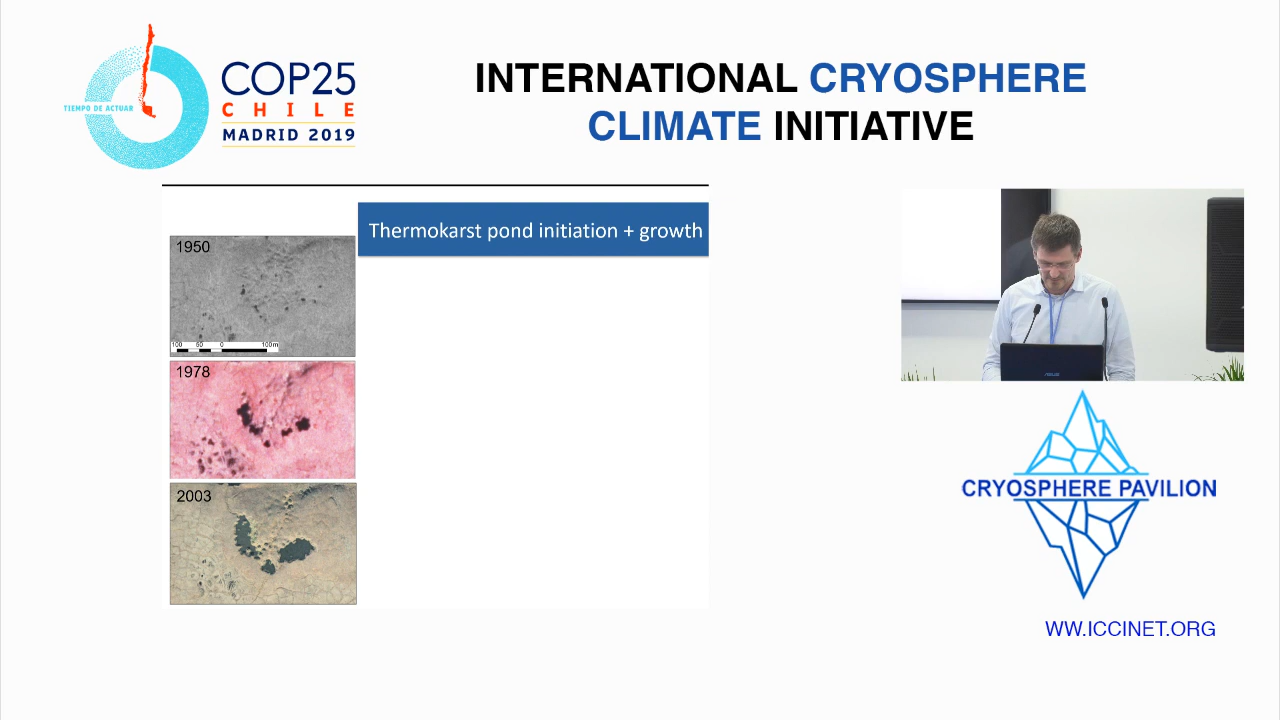 TIEMPO DE ACTUAR
COP25
CHILE
MADRID 2019
INTERNATIONAL CRYOSPHERE
CLIMATE INITIATIVE
Thermokarst pond initiation + growth
1950
100 50 0 100m
1978
2003
CRYOSPHERE PAVILION
WW.ICCINET.ORG